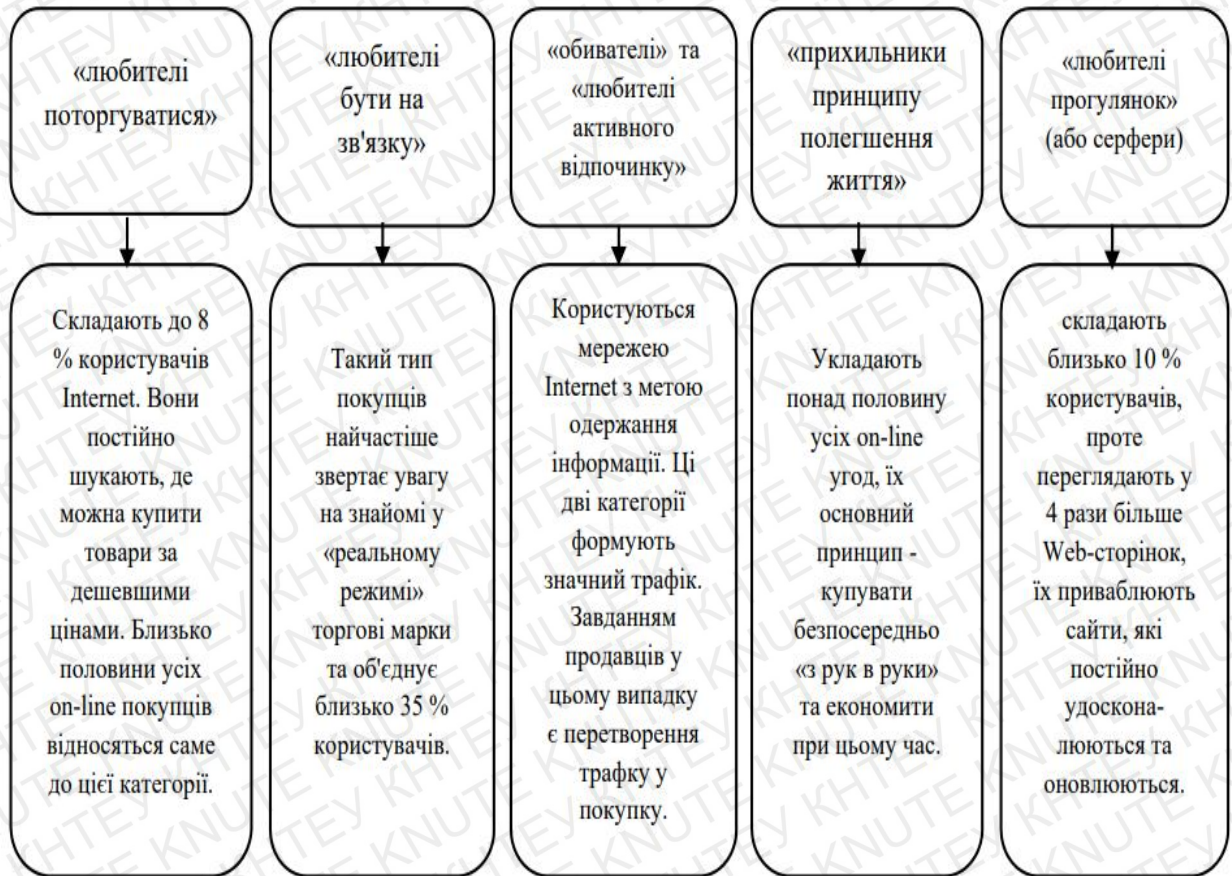 «любителі
поторгуватися»
«любителі
бути на
зв'язку»
«обивателі» та
«любителі
активного
відпочинку»
«прихильники
принципу
полегшення
життя»
«любителі
прогулянок»
(або серфери)
Складають до 8
% користувачів
Internet. Вони
постійно
шукають, де
можна купити
товари за
дешевшими
цінами. Близько
половини усіх
on-line покупців
відносяться саме
до цієї категорії.
Такий тип
покупців
найчастіше
звертає увагу
на знайомі у
«реальному
режимі»
торгові марки
та об'єднує
близько 35 %
користувачів.
Користуються
мережею
Internet з метою
одержання
інформації. Ці
дві категорії
формують
значний трафік.
Завданням
продавців у
цьому випадку
є перетворення
трафку у
покупку.
Укладають
понад половину
усіх on-line
угод, їх
основний
принцип -
купувати
безпосередньо
«з рук в руки»
та економити
при цьому час.
складають
близько 10 %
користувачів,
проте
переглядають у
4 рази більше
Web-сторінок,
їх приваблюють
сайти, які
постійно
удоскона-
люються та
оновлюються.